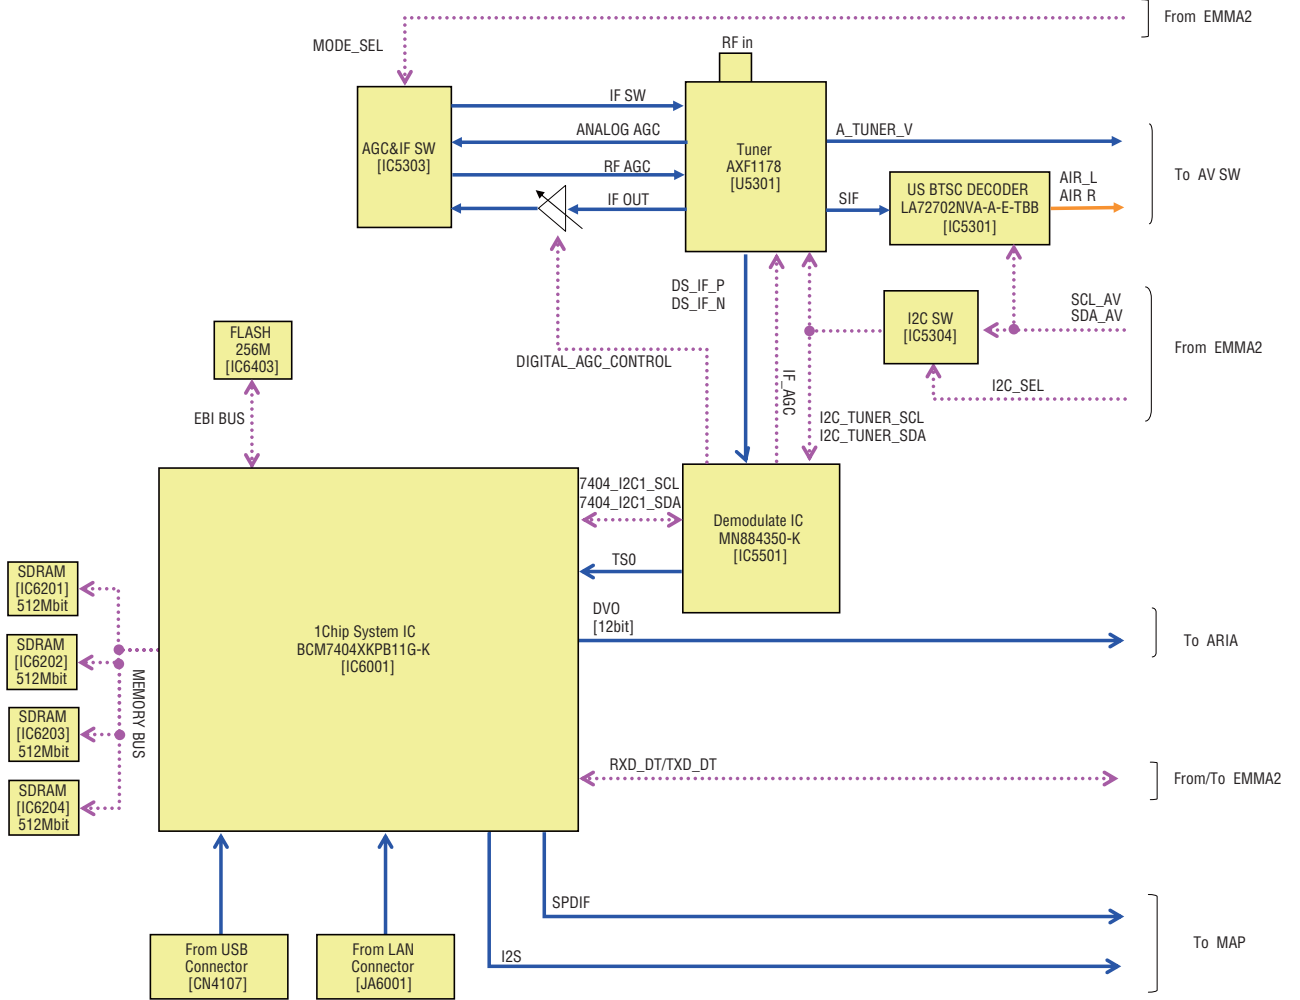 From EMMA2
MODE_SEL
RF in
IF SW
ANALOG AGC
RF AGC
IF OUT
AGC&IF SW
[IC5303]
Tuner
AXF1178
[U5301]
A_TUNER_V
SIF
US BTSC DECODER
LA72702NVA-A-E-TBB
[IC5301]
AIR_L
AIR R
To AV SW
DS_IF_P
DS_IF_N
I2C SW
[IC5304]
SCL_AV
SDA_AV
From EMMA2
I2C_SEL
FLASH
256M
[IC6403]
DIGITAL_AGC_CONTROL
IF_AGC
I2C_TUNER_SCL
I2C_TUNER_SDA
EBI BUS
7404_I2C1_SCL
7404_I2C1_SDA
Demodulate IC
MN884350-K
[IC5501]
TS0
DVO
[12bit]
To ARIA
SDRAM
[IC6201]
512Mbit
SDRAM
[IC6202]
512Mbit
SDRAM
[IC6203]
512Mbit
SDRAM
[IC6204]
512Mbit
MEMORY BUS
1Chip System IC
BCM7404XKPB11G-K
[IC6001]
RXD_DT/TXD_DT
From/To EMMA2
SPDIF
I2S
To MAP
From USB
Connector
[CN4107]
From LAN
Connector
[JA6001]